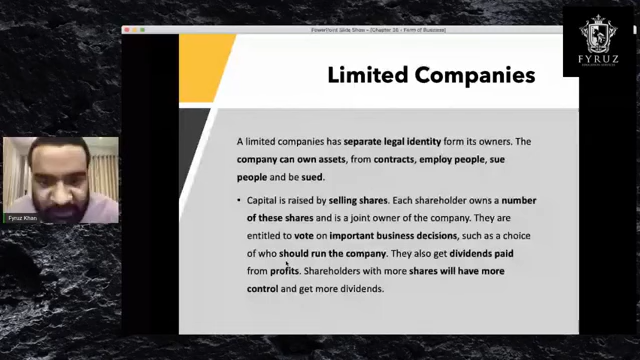 PowerPoint Slide Show - [Chapter 16 - Form of Business]
FYRUZ
Limited Companies
A limited companies has separate legal identity form its owners. The
company can own assets, from contracts, employ people, sue
people and be sued.
• Capital is raised by selling shares. Each shareholder owns a number
of these shares and is a joint owner of the company. They are
entitled to vote on important business decisions, such as a choice
of who should run the company. They also get dividends paid
from profits. Shareholders with more shares will have more
control and get more dividends.
Fyruz Khan